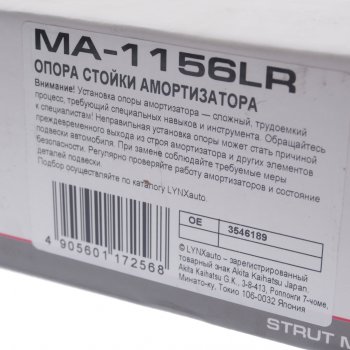 MA-1156LR
ОПОРА СТОЙКИ АМОРТИЗАТОРА
Внимание! Установка опоры амортизатора — сложный, трудоемкий
процесс, требующий специальных навыков и инструмента. Обращайтесь
к специалистам! Неправильная установка опоры может стать причиной
преждевременного выхода из строя амортизатора и других элементов
подвески автомобиля. При замене соблюдайте требуемые меры
безопасности. Регулярно проверяйте работу амортизаторов и состояние
деталей подвески.
Подбор осуществляйте по каталогу LYNXauto.
OE 3546189
4 905601 172568
© LYNXauto – зарегистрированный
товарный знак Akita Kaihatsu Japan.
Akita Kaihatsu G.K., 3-8-413, Роппонги 7-чоме,
Минато-ку, Токио 106-0032 Япония
STRUT M